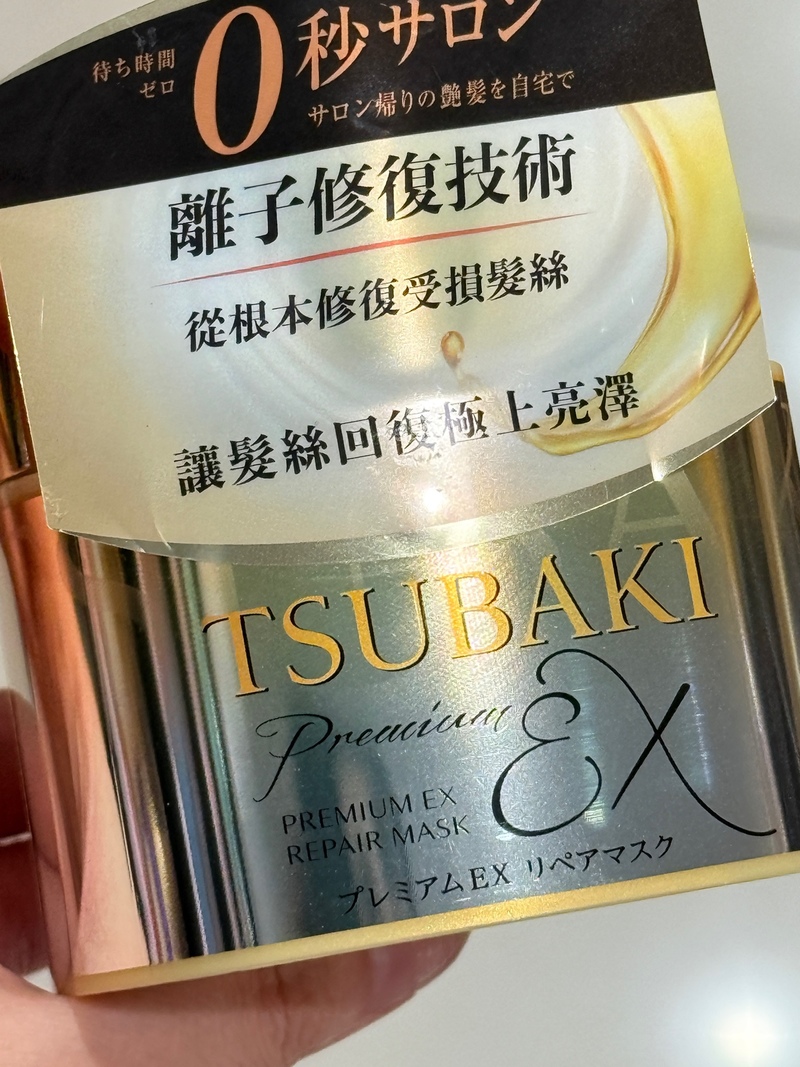 待ち時間
ゼロ
0秒サロン
サロン帰りの艶髪を自宅で
離子修復技術
從根本修復受損髮絲
讓髮絲回復極上亮澤
TSUBAKI
Premium EX
PREMIUM EX
REPAIR MASK
プレミアムEX リペアマスク